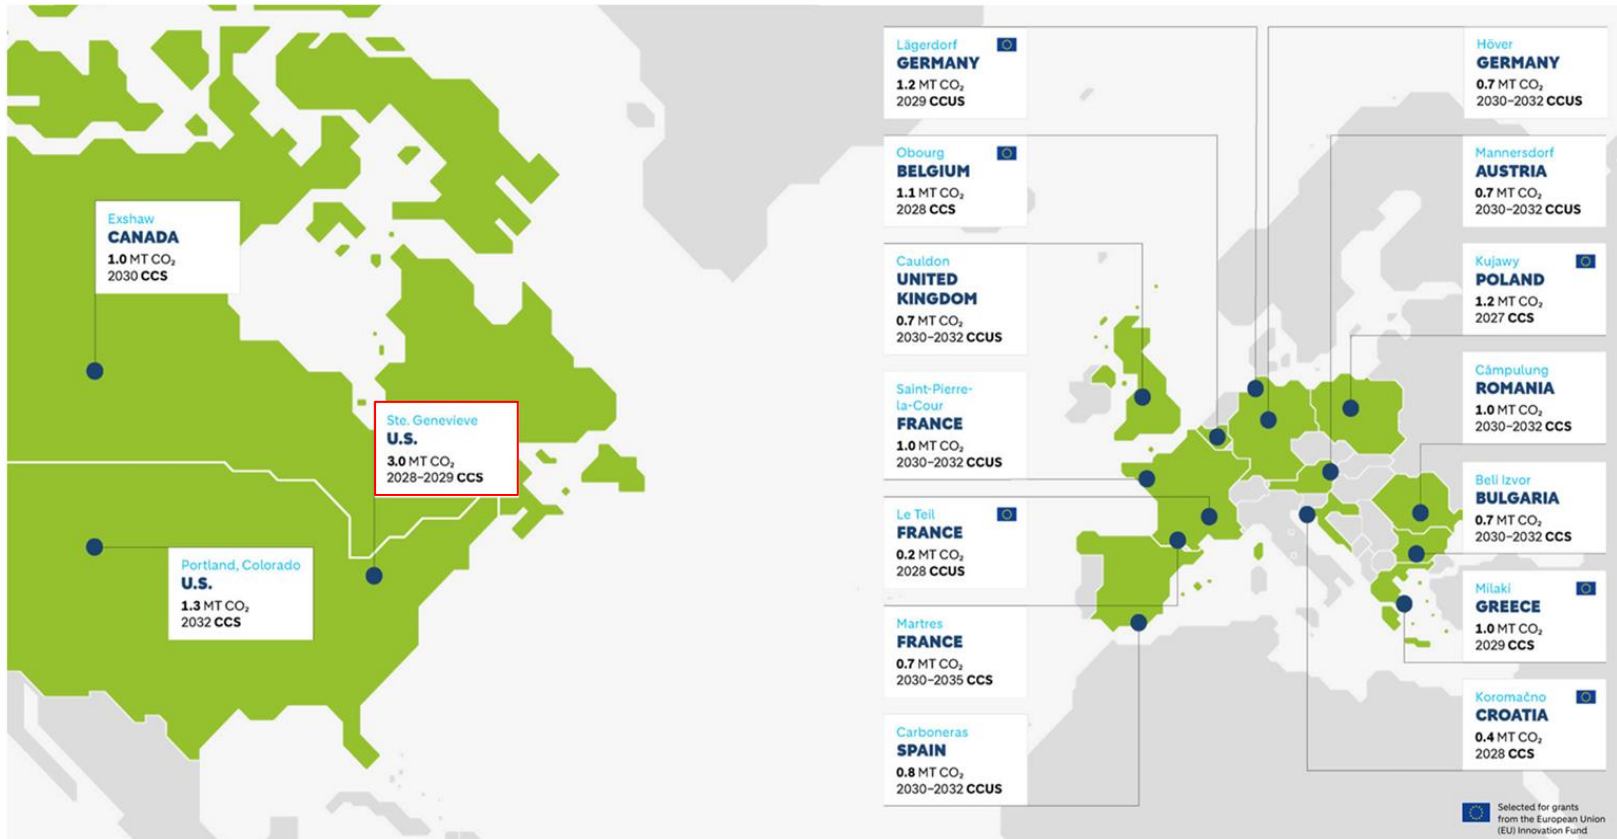 Exshaw
CANADA
1.0 MT CO₂
2030 CCS
Ste. Genevieve
U.S.
3.0 MT CO₂
2028–2029 CCS
Portland, Colorado
U.S.
1.3 MT CO₂
2032 CCS
Lägerdorf
GERMANY
1.2 MT CO₂
2029 CCUS
Obourg
BELGIUM
1.1 MT CO₂
2028 CCS
Cauldon
UNITED
KINGDOM
0.7 MT CO₂
2030–2032 CCUS
Saint-Pierre-
la-Cour
FRANCE
1.0 MT CO₂
2030–2032 CCUS
Le Teil
FRANCE
0.2 MT CO₂
2028 CCUS
Martres
FRANCE
0.7 MT CO₂
2030–2035 CCS
Carboneras
SPAIN
0.8 MT CO₂
2030–2032 CCUS
Höver
GERMANY
0.7 MT CO₂
2030–2032 CCUS
Mannersdorf
AUSTRIA
0.7 MT CO₂
2030–2032 CCUS
Kujawy
POLAND
1.2 MT CO₂
2027 CCS
Câmpulung
ROMANIA
1.0 MT CO₂
2030–2032 CCS
Beli Izvor
BULGARIA
0.7 MT CO₂
2030–2032 CCS
Milaki
GREECE
1.0 MT CO₂
2029 CCS
Koromačno
CROATIA
0.4 MT CO₂
2028 CCS
Selected for grants
from the European Union
(EU) Innovation Fund